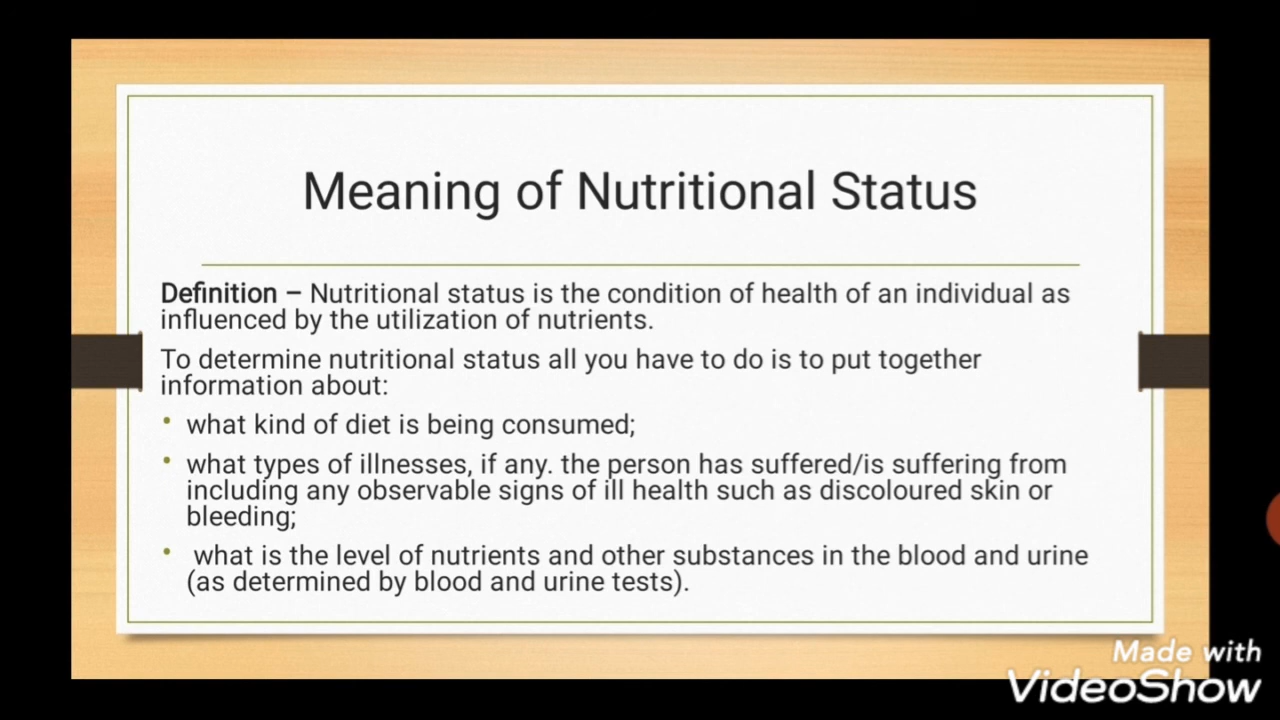 Meaning of Nutritional Status
Definition – Nutritional status is the condition of health of an individual as
influenced by the utilization of nutrients.
To determine nutritional status all you have to do is to put together
information about:
• what kind of diet is being consumed;
• what types of illnesses, if any. the person has suffered/is suffering from
including any observable signs of ill health such as discoloured skin or
bleeding;
• what is the level of nutrients and other substances in the blood and urine
(as determined by blood and urine tests).
Made with
VideoShow